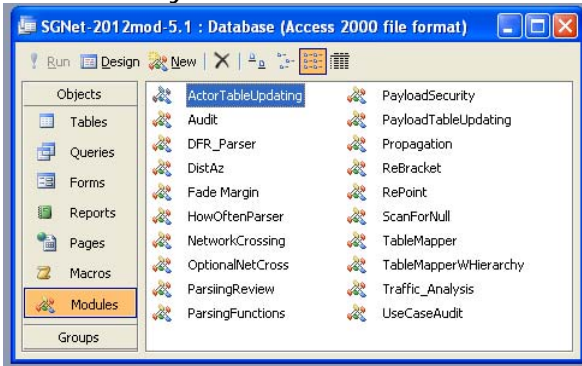 SGNet-2012mod-5.1 : Database (Access 2000 file format)
Run Design New
Objects
Tables
Queries
Forms
Reports
Pages
Macros
Modules
Groups
ActorTableUpdating
Audit
DFR_Parser
DistAz
Fade Margin
HowOftenParser
NetworkCrossing
OptionalNetCross
ParsiingReview
ParsingFunctions
PayloadSecurity
PayloadTableUpdating
Propagation
ReBracket
RePoint
ScanForNull
TableMapper
TableMapperWHierarchy
Traffic_Analysis
UseCaseAudit